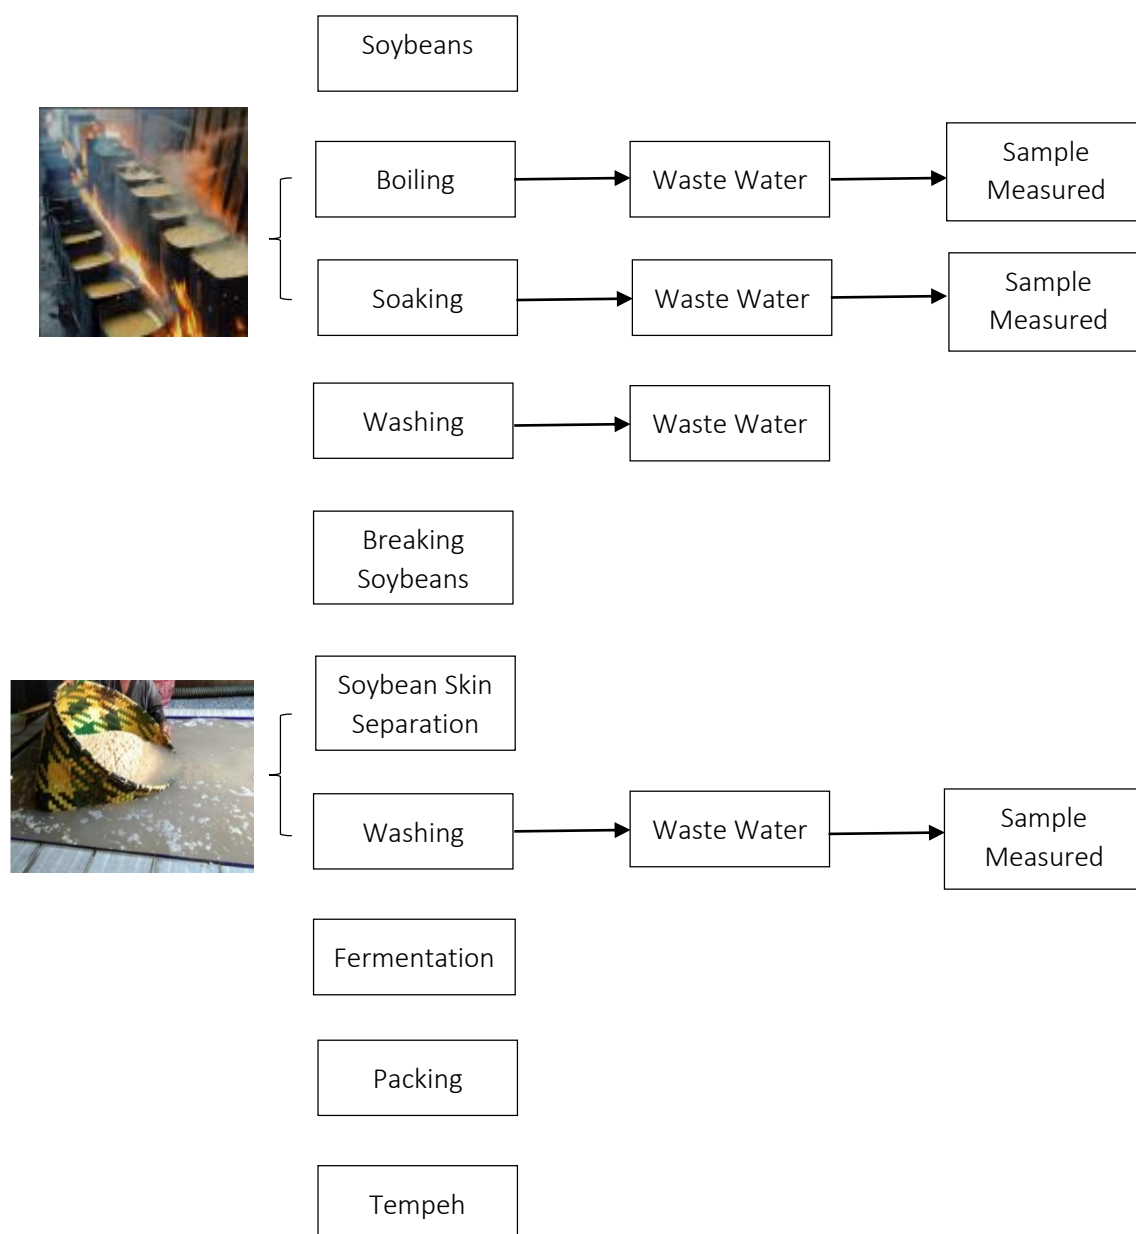 Soybeans
Boiling
Waste Water
Sample
Measured
Soaking
Waste Water
Sample
Measured
Washing
Waste Water
Breaking
Soybeans
Soybean Skin
Separation
Washing
Waste Water
Sample
Measured
Fermentation
Packing
Tempeh